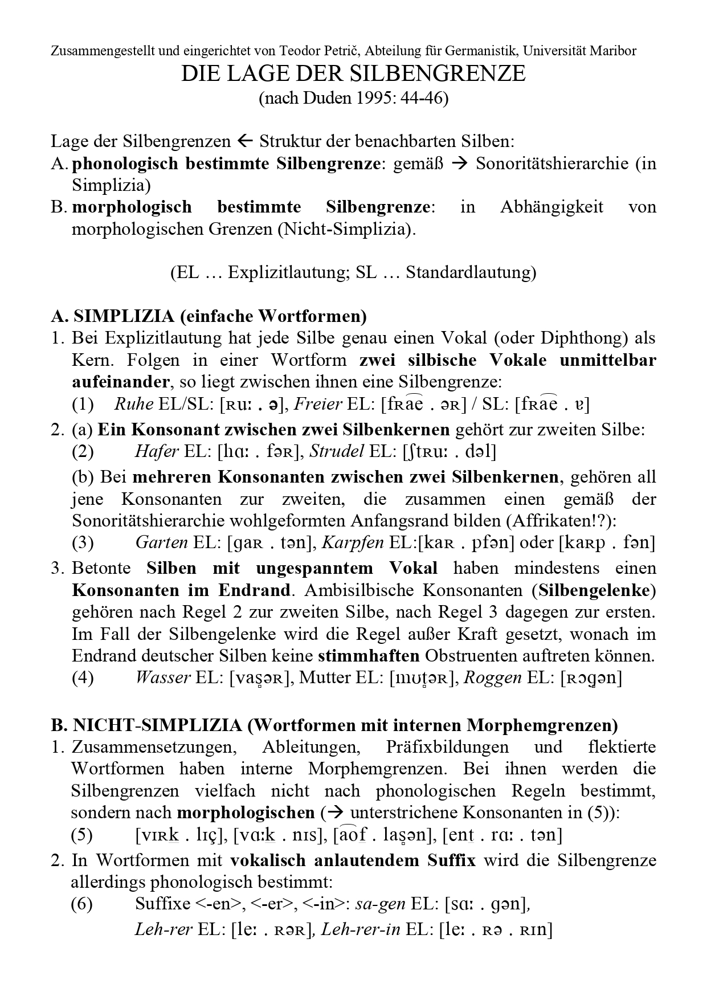 Zusammengestellt und eingerichtet von Teodor Petrič, Abteilung für Germanistik, Universität Maribor
DIE LAGE DER SILBENGRENZE
(nach Duden 1995: 44-46)
Lage der Silbengrenzen ← Struktur der benachbarten Silben:
A. phonologisch bestimmte Silbengrenze: gemäß → Sonoritätshierarchie (in
Simplizia)
B. morphologisch bestimmte Silbengrenze: in Abhängigkeit von
morphologischen Grenzen (Nicht-Simplizia).
(EL … Explizitlautung; SL … Standardlautung)
A. SIMPLIZIA (einfache Wortformen)
1. Bei Explizitlautung hat jede Silbe genau einen Vokal (oder Diphthong) als
Kern. Folgen in einer Wortform zwei silbische Vokale unmittelbar
aufeinander, so liegt zwischen ihnen eine Silbengrenze:
(1) Ruhe EL/SL: [ʀuː . ə], Freier EL: [fʀa͡e . əʀ] / SL: [fʀa͡e . ɐ]
2. (a) Ein Konsonant zwischen zwei Silbenkernen gehört zur zweiten Silbe:
(2) Hafer EL: [hɑː . fəʀ], Strudel EL: [ʃtʀuː . dəl]
(b) Bei mehreren Konsonanten zwischen zwei Silbenkernen, gehören all
jene Konsonanten zur zweiten, die zusammen einen gemäß der
Sonoritätshierarchie wohlgeformten Anfangsrand bilden (Affrikaten!?):
(3) Garten EL: [ɡaʀ . tən], Karpfen EL:[kaʀ . pfən] oder [kaʀp . fən]
3. Betonte Silben mit ungespanntem Vokal haben mindestens einen
Konsonanten im Endrand. Ambisilbische Konsonanten (Silbengelenke)
gehören nach Regel 2 zur zweiten Silbe, nach Regel 3 dagegen zur ersten.
Im Fall der Silbengelenke wird die Regel außer Kraft gesetzt, wonach im
Endrand deutscher Silben keine stimmhaften Obstruenten auftreten können.
(4) Wasser EL: [vas̻əʀ], Mutter EL: [mʊt̻əʀ], Roggen EL: [ʀɔɡ̻ən]
B. NICHT-SIMPLIZIA (Wortformen mit internen Morphemgrenzen)
1. Zusammensetzungen, Ableitungen, Präfixbildungen und flektierte
Wortformen haben interne Morphemgrenzen. Bei ihnen werden die
Silbengrenzen vielfach nicht nach phonologischen Regeln bestimmt,
sondern nach morphologischen (→ unterstrichene Konsonanten in (5)):
(5) [vɪʀk̲ . lɪç], [vɑːk̲ . nɪs], [a͡of̲ . las̻ən], [ent̲ . rɑː . tən]
2. In Wortformen mit vokalisch anlautendem Suffix wird die Silbengrenze
allerdings phonologisch bestimmt:
(6) Suffixe <-en>, <-er>, <-in>: sa-gen EL: [sɑː . ɡən],
Leh-rer EL: [leː . ʀəʀ], Leh-rer-in EL: [leː . ʀə . ʀɪn]